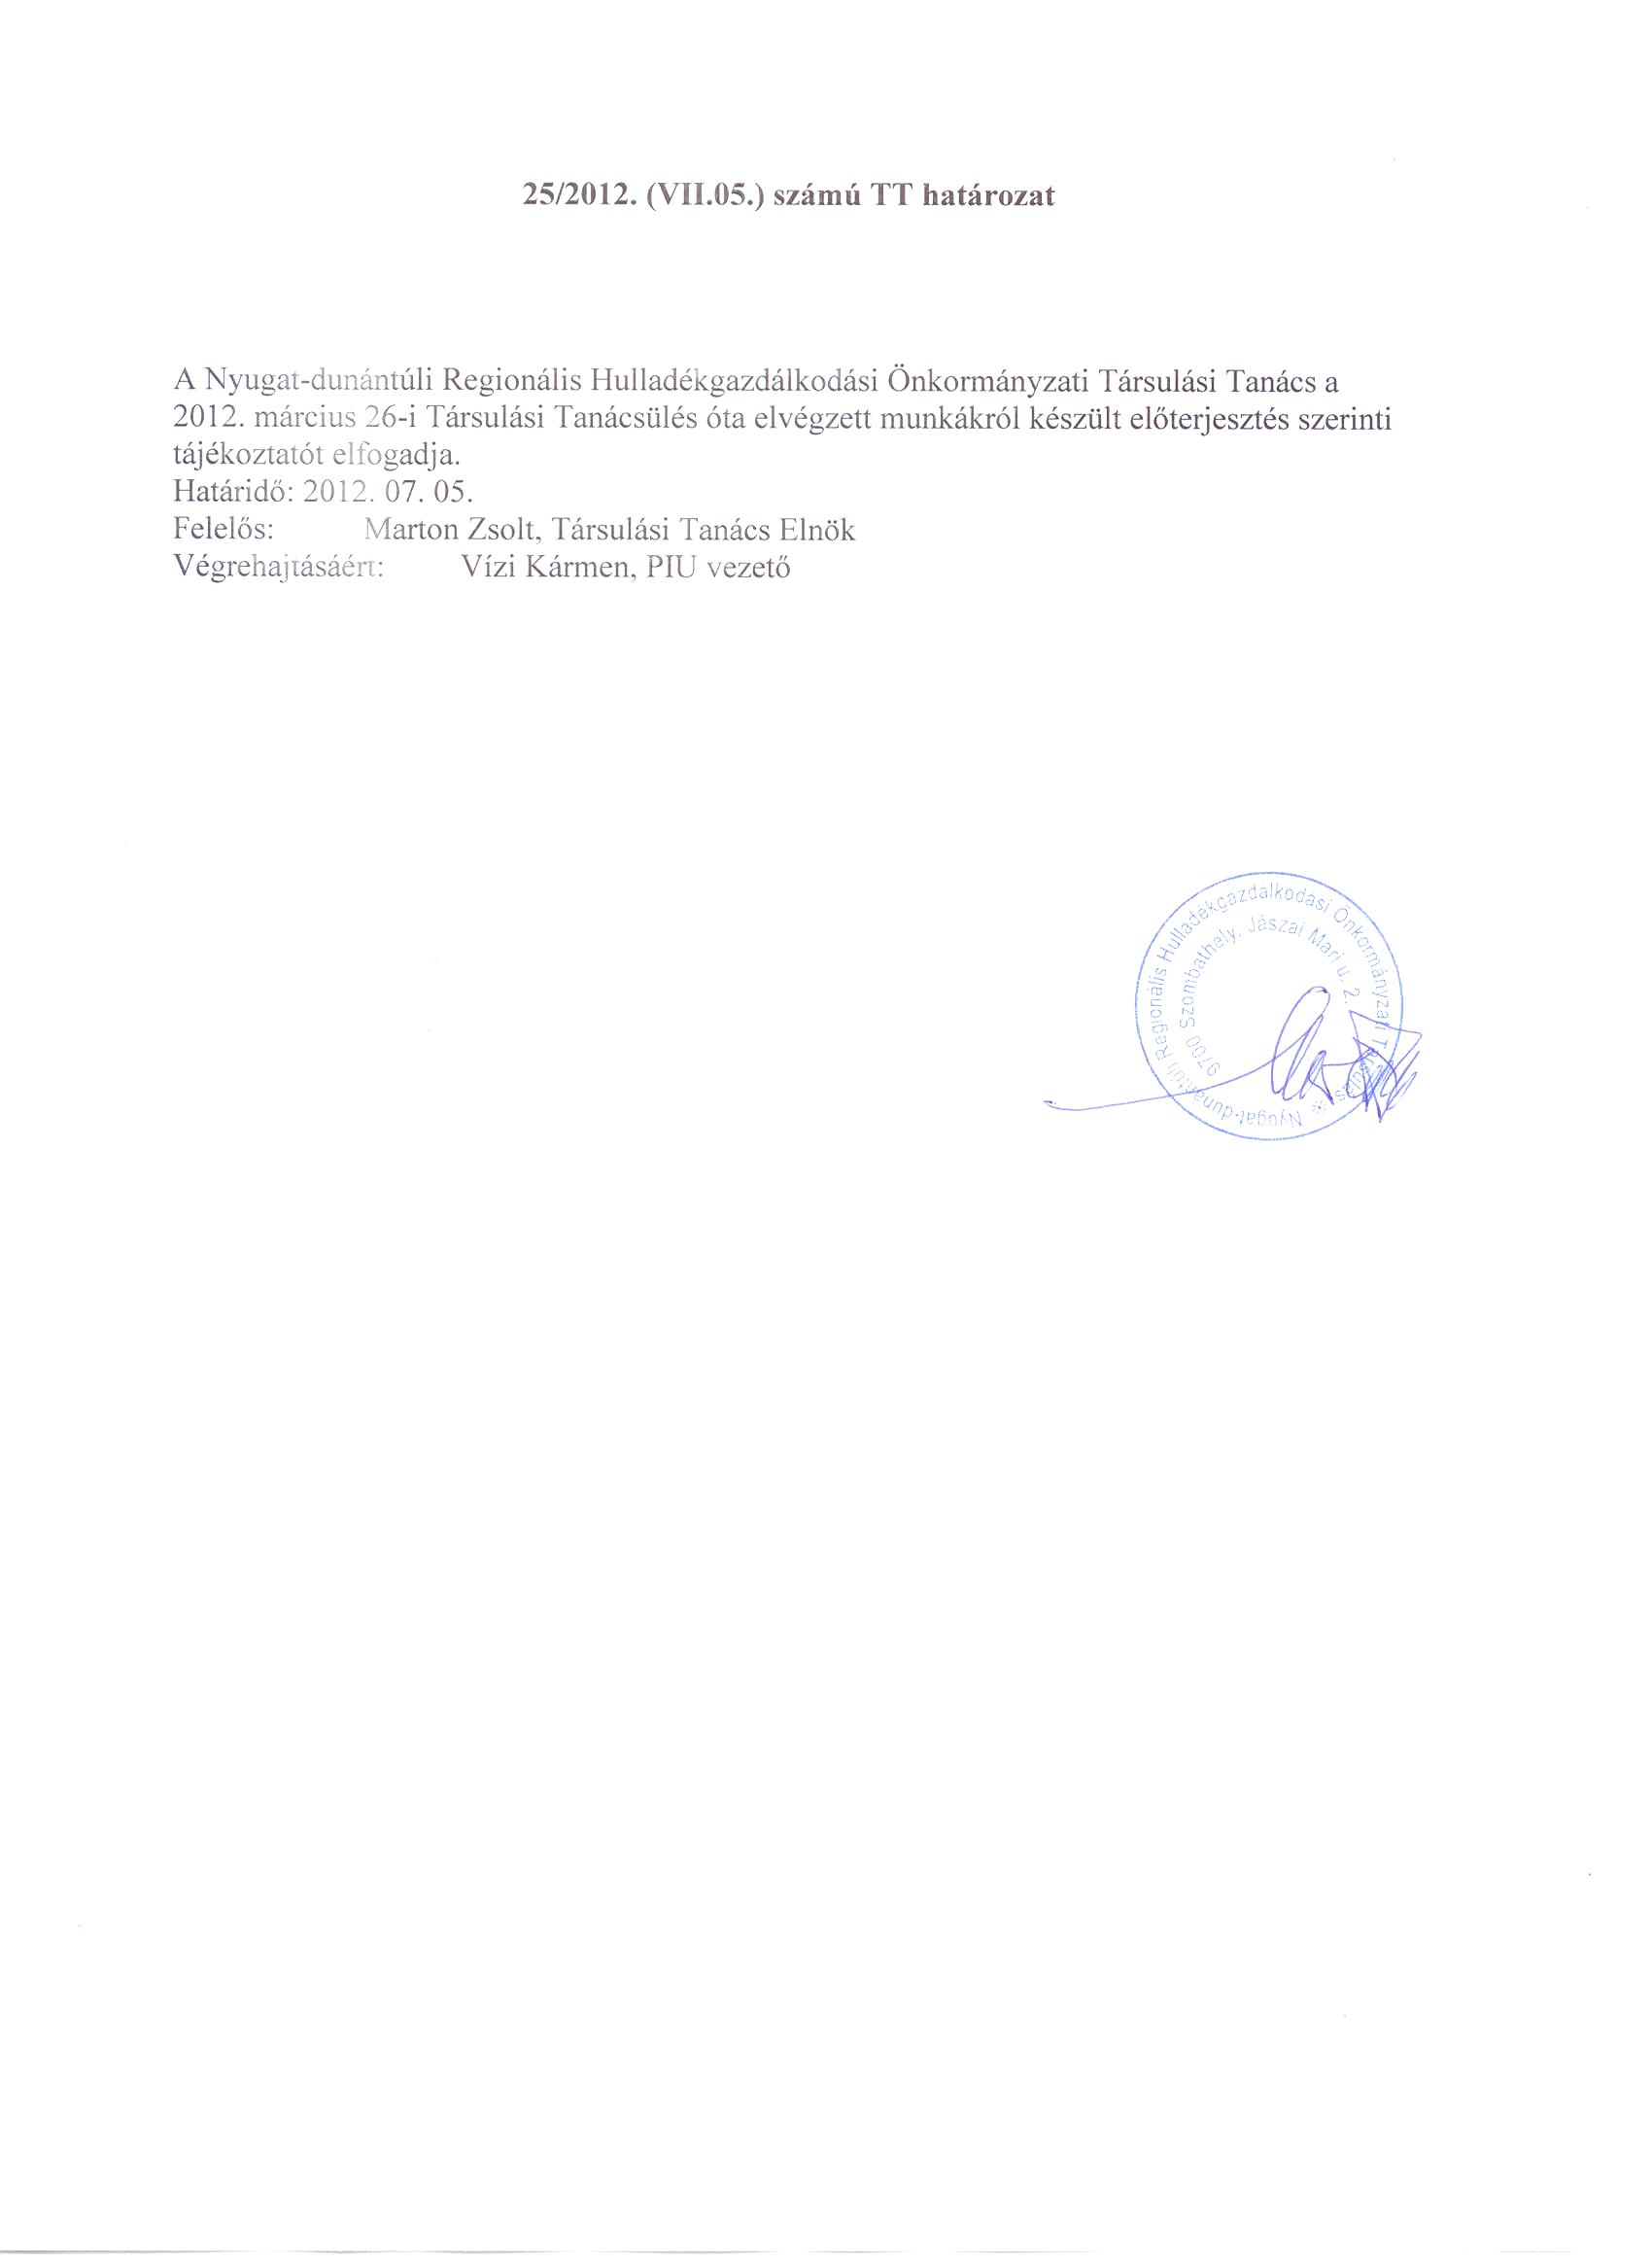 25/2012. (VII.05.) számú TT határozat
A Nyugat-dunántúli Regionális Hulladékgazdálkodási Önkormányzati Társulási Tanács a
2012. március 26-i Társulási Tanácsülés óta elvégzett munkákról készült előterjesztés szerinti
tájékoztatót elfogadja.
Határidő: 2012. 07. 05.
Felelős: Marton Zsolt, Társulási Tanács Elnök
Végrehajtásáért: Vízi Kármen, PIU vezető
Nyugat-dunántúli Regionális Hulladékgazdálkodási Önkormányzati Társulás *
9700 Szombathely, Jászai Mari u. 2.